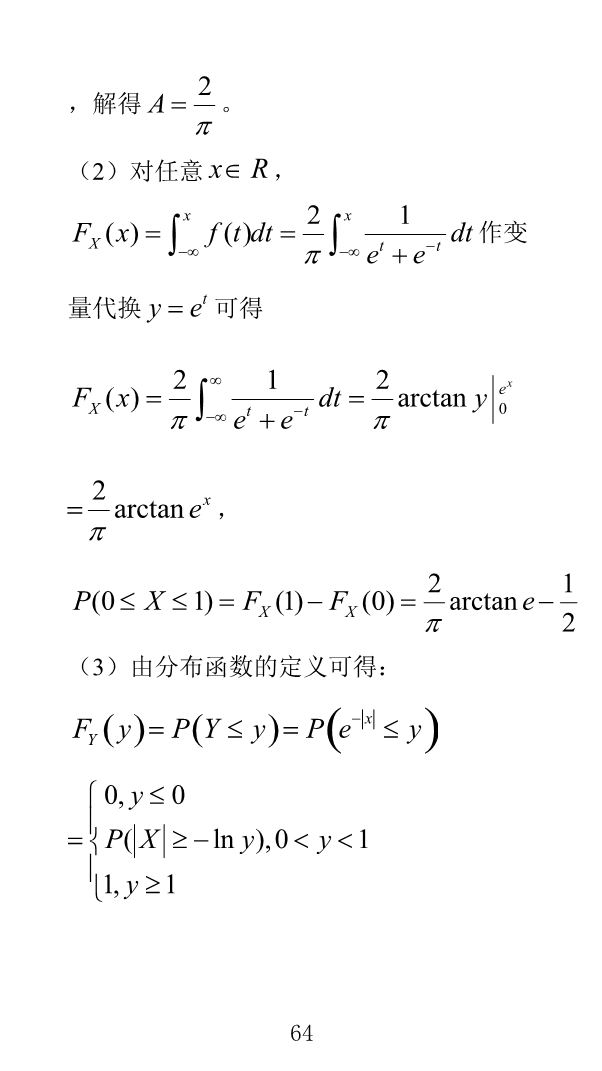 ，解得 A = 2/π 。
（2）对任意 x∈ R ，
F_X (x) = ∫_{−∞}^{x} f (t)dt = 2/π ∫_{−∞}^{x} 1/(e^t + e^{−t}) dt 作变
量代换 y = e^t 可得
F_X (x) = 2/π ∫_{−∞}^{∞} 1/(e^t + e^{−t}) dt = 2/π arctan y |_0^{e^x}
= 2/π arctan e^x ，
P(0 ≤ X ≤ 1) = F_X (1) − F_X (0) = 2/π arctan e − 1/2
（3）由分布函数的定义可得：
F_Y (y) = P(Y ≤ y) = P(e^{−|x|} ≤ y)
= { 0, y ≤ 0
P(|X| ≥ − ln y), 0 < y < 1
1, y ≥ 1
64